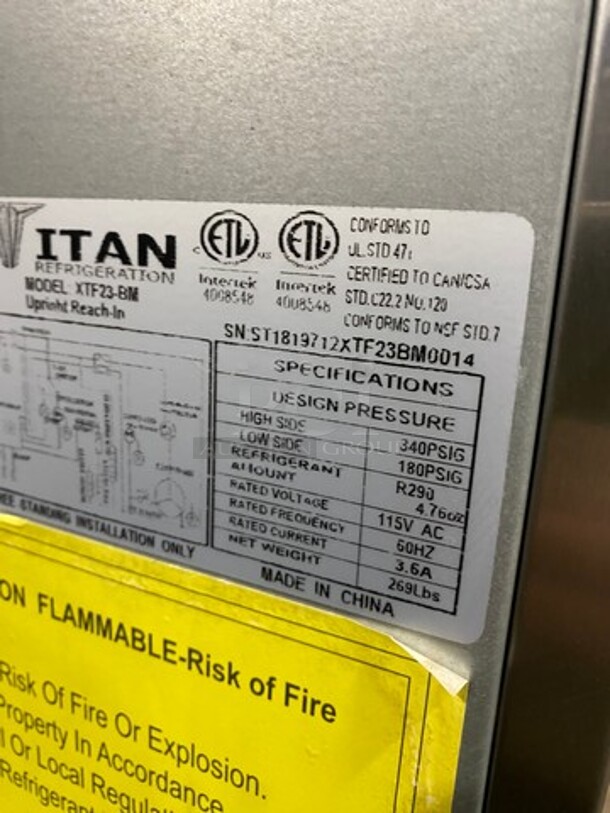 ITAN
REFRIGERATION
MODEL: XTF23-BM
Upright Reach-In
C ETL US
Intertek
4008548
ETL
Intertek
4008548
CONFORMS TO
UL.STD 471
CERTIFIED TO CAN/CSA
STD.C22.2 No.120
CONFORMS TO NSF STD.7
SN:ST1819712XTF23BM0014
SPECIFICATIONS
DESIGN PRESSURE
HIGH SIDE 340PSIG
LOW SIDE 180PSIG
REFRIGERANT R290
AMOUNT 4.76oz
RATED VOLTAGE 115V AC
RATED FREQUENCY 60HZ
RATED CURRENT 3.6A
NET WEIGHT 269Lbs
STANDING INSTALLATION ONLY
MADE IN CHINA
ON FLAMMABLE-Risk of Fire
Risk Of Fire Or Explosion.
Property In Accordance
Or Local
Refrigerant